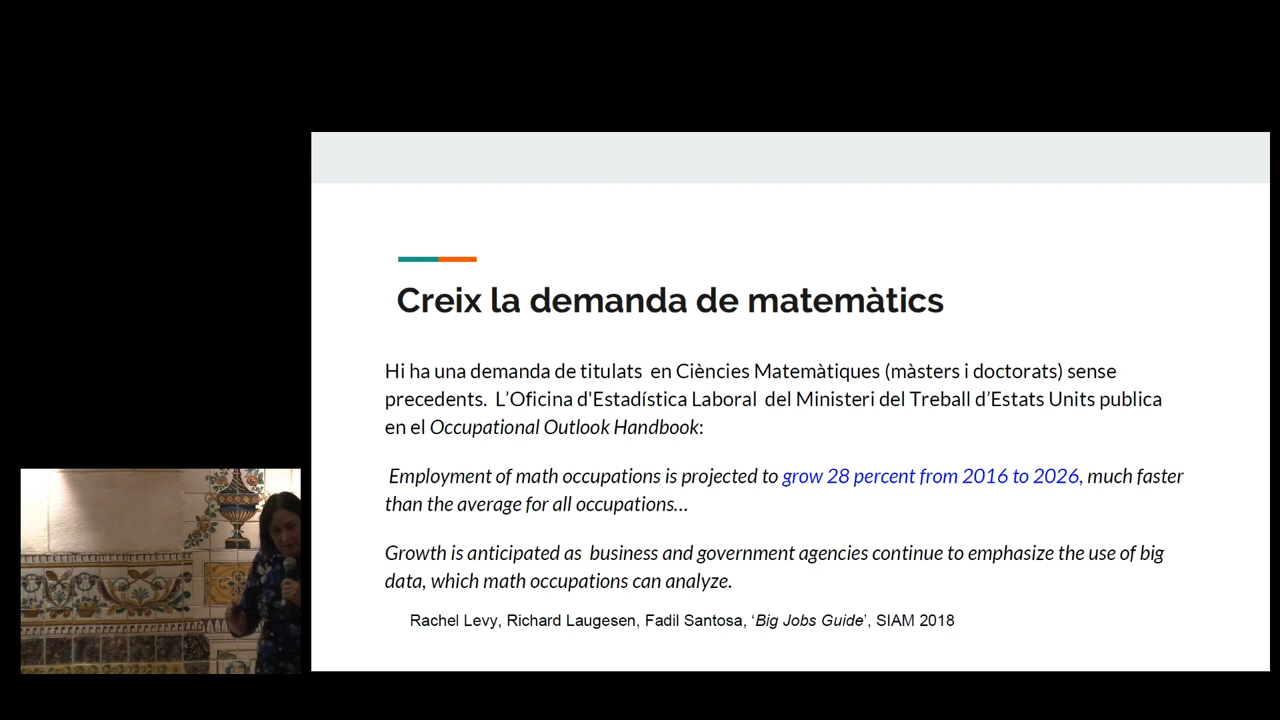 Creix la demanda de matemàtics
Hi ha una demanda de titulats en Ciències Matemàtiques (màsters i doctorats) sense
precedents. L’Oficina d'Estadística Laboral del Ministeri del Treball d’Estats Units publica
en el Occupational Outlook Handbook:
Employment of math occupations is projected to grow 28 percent from 2016 to 2026, much faster
than the average for all occupations…
Growth is anticipated as business and government agencies continue to emphasize the use of big
data, which math occupations can analyze.
Rachel Levy, Richard Laugesen, Fadil Santosa, ‘Big Jobs Guide’, SIAM 2018